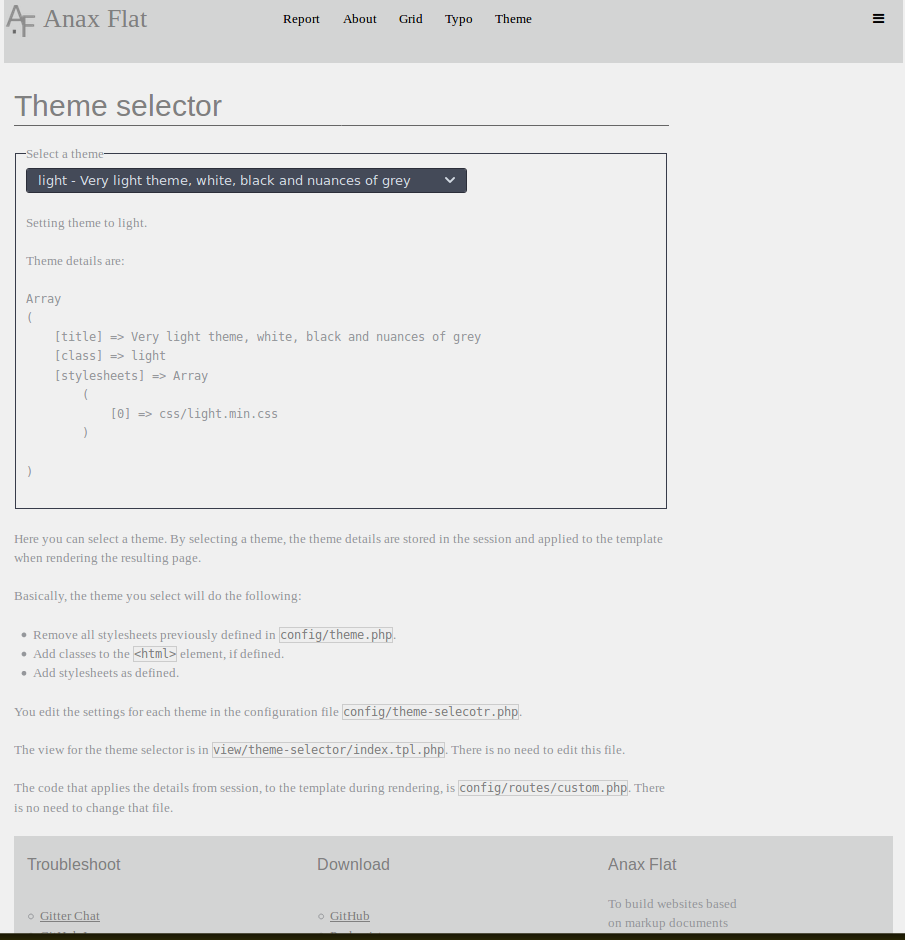 Anax Flat
Report About Grid Typo Theme
Theme selector
Select a theme
light - Very light theme, white, black and nuances of grey
Setting theme to light.
Theme details are:
Array
(
[title] => Very light theme, white, black and nuances of grey
[class] => light
[stylesheets] => Array
(
[0] => css/light.min.css
)
)
Here you can select a theme. By selecting a theme, the theme details are stored in the session and applied to the template
when rendering the resulting page.
Basically, the theme you select will do the following:
Remove all stylesheets previously defined in config/theme.php.
Add classes to the <html> element, if defined.
Add stylesheets as defined.
You edit the settings for each theme in the configuration file config/theme-selecotr.php.
The view for the theme selector is in view/theme-selector/index.tpl.php. There is no need to edit this file.
The code that applies the details from session, to the template during rendering, is config/routes/custom.php. There
is no need to change that file.
Troubleshoot
Gitter Chat
Download
GitHub
Anax Flat
To build websites based
on markup documents